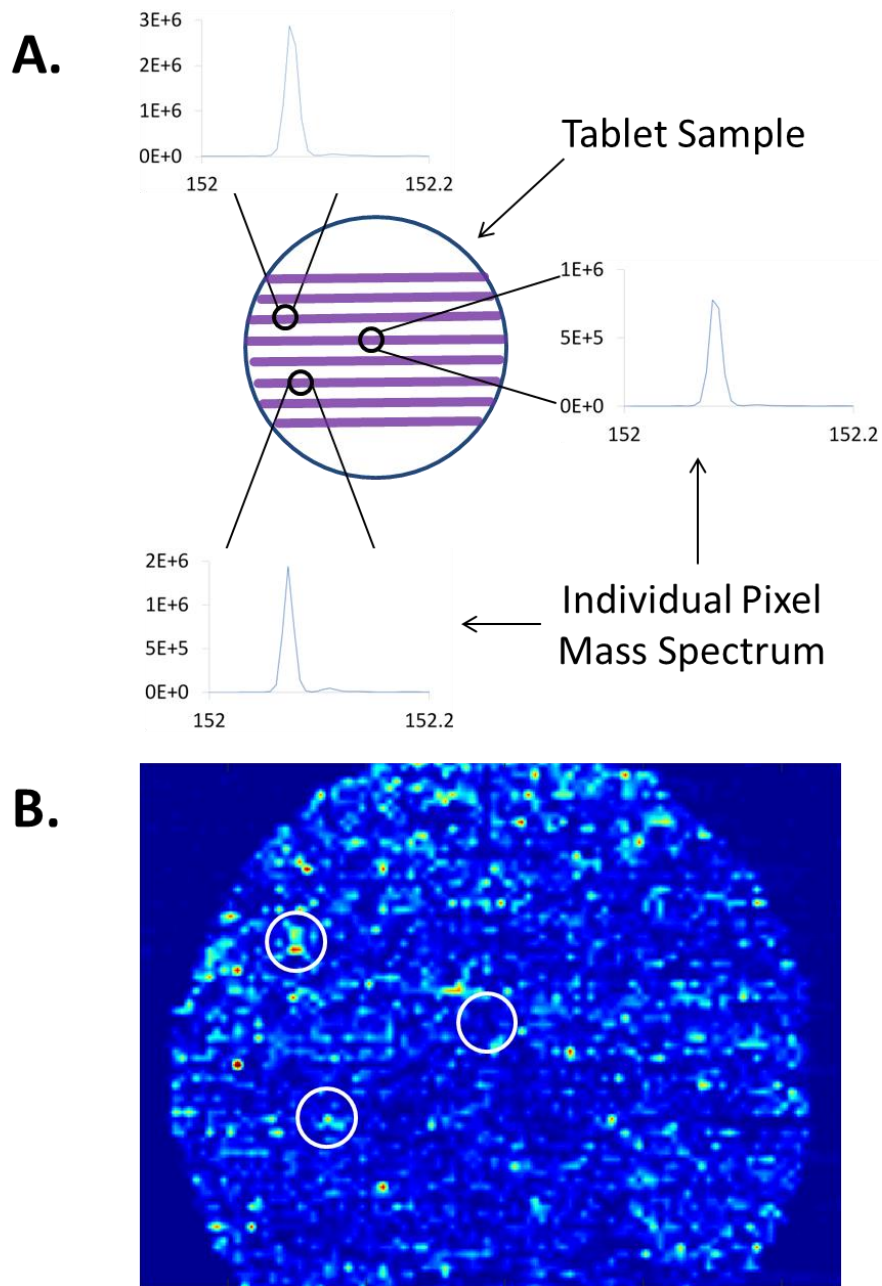 A.
3E+6
2E+6
1E+6
0E+0
152 152.2
Tablet Sample
1E+6
5E+5
0E+0
152 152.2
2E+6
1E+6
5E+5
0E+0
152 152.2
Individual Pixel
Mass Spectrum
B.